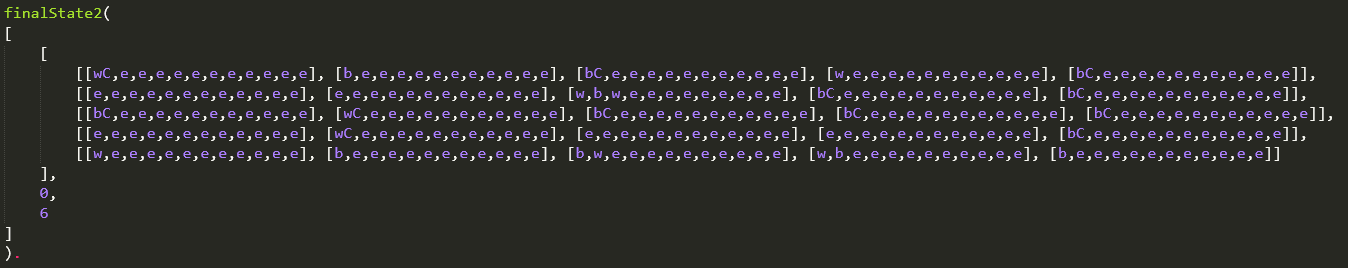 finalState2(
[
[
[[wC,e,e,e,e,e,e,e,e,e,e,e], [b,e,e,e,e,e,e,e,e,e,e,e], [bC,e,e,e,e,e,e,e,e,e,e,e], [w,e,e,e,e,e,e,e,e,e,e,e], [bC,e,e,e,e,e,e,e,e,e,e,e]],
[[e,e,e,e,e,e,e,e,e,e,e,e], [e,e,e,e,e,e,e,e,e,e,e,e], [w,b,w,e,e,e,e,e,e,e,e,e], [bC,e,e,e,e,e,e,e,e,e,e,e], [bC,e,e,e,e,e,e,e,e,e,e,e]],
[[bC,e,e,e,e,e,e,e,e,e,e,e], [wC,e,e,e,e,e,e,e,e,e,e,e], [bC,e,e,e,e,e,e,e,e,e,e,e], [bC,e,e,e,e,e,e,e,e,e,e,e], [bC,e,e,e,e,e,e,e,e,e,e,e]],
[[e,e,e,e,e,e,e,e,e,e,e,e], [wC,e,e,e,e,e,e,e,e,e,e,e], [e,e,e,e,e,e,e,e,e,e,e,e], [e,e,e,e,e,e,e,e,e,e,e,e], [bC,e,e,e,e,e,e,e,e,e,e,e]],
[[w,e,e,e,e,e,e,e,e,e,e,e], [b,e,e,e,e,e,e,e,e,e,e,e], [b,w,e,e,e,e,e,e,e,e,e,e], [w,b,e,e,e,e,e,e,e,e,e,e], [b,e,e,e,e,e,e,e,e,e,e,e]]
],
0,
6
]
).